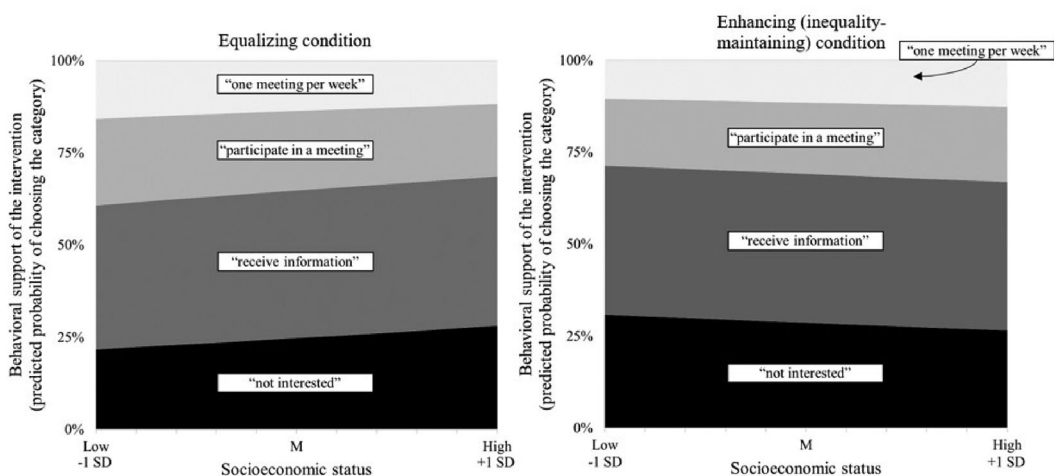 Equalizing condition
Behavioral support of the intervention
(predicted probability of choosing the category)
100%
75%
50%
25%
0%
“one meeting per week”
“participate in a meeting”
“receive information”
“not interested”
Low
-1 SD
M
High
+1 SD
Socioeconomic status
Enhancing (inequality-
maintaining) condition
Behavioral support of the intervention
(predicted probability of choosing the category)
100%
75%
50%
25%
0%
“one meeting per week”
“participate in a meeting”
“receive information”
“not interested”
Low
-1 SD
M
High
+1 SD
Socioeconomic status